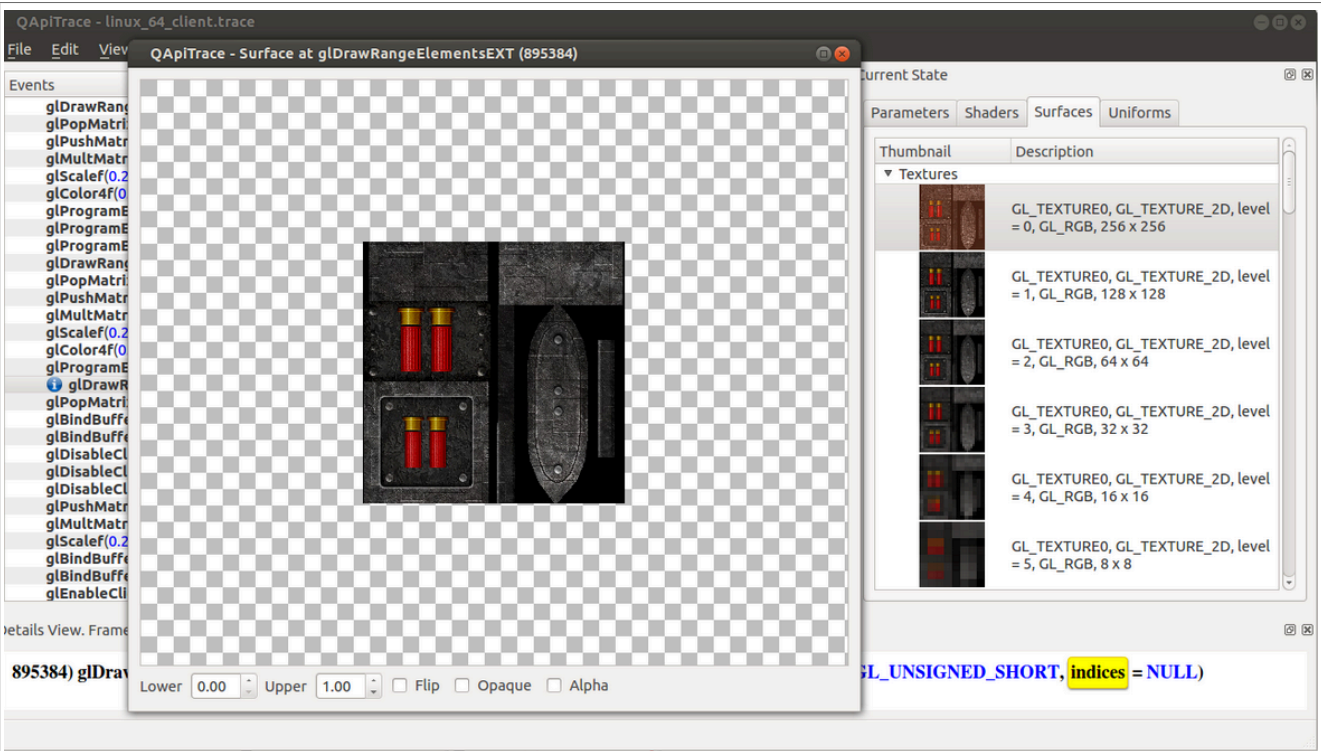 QApiTrace - linux_64_client.trace
File Edit View
QApiTrace - Surface at glDrawRangeElementsEXT (895384)
Events
glDrawRang
glPopMatri
glPushMatr
glMultMatr
glScalef(0.2
glColor4f(0
glProgramE
glProgramE
glProgramE
glDrawRang
glPopMatri
glPushMatr
glMultMatr
glScalef(0.2
glColor4f(0
glProgramE
glDrawR
glPopMatri
glBindBuffe
glBindBuffe
glDisableCl
glDisableCl
glDisableCl
glPushMatr
glMultMatr
glScalef(0.2
glBindBuffe
glBindBuffe
glEnableCli
Lower 0.00 Upper 1.00 Flip Opaque Alpha
Current State
Parameters Shaders Surfaces Uniforms
Thumbnail Description
Textures
GL_TEXTURE0, GL_TEXTURE_2D, level
= 0, GL_RGB, 256 x 256
GL_TEXTURE0, GL_TEXTURE_2D, level
= 1, GL_RGB, 128 x 128
GL_TEXTURE0, GL_TEXTURE_2D, level
= 2, GL_RGB, 64 x 64
GL_TEXTURE0, GL_TEXTURE_2D, level
= 3, GL_RGB, 32 x 32
GL_TEXTURE0, GL_TEXTURE_2D, level
= 4, GL_RGB, 16 x 16
GL_TEXTURE0, GL_TEXTURE_2D, level
= 5, GL_RGB, 8 x 8
Details View. Frame
895384) glDraw GL_UNSIGNED_SHORT, indices = NULL)